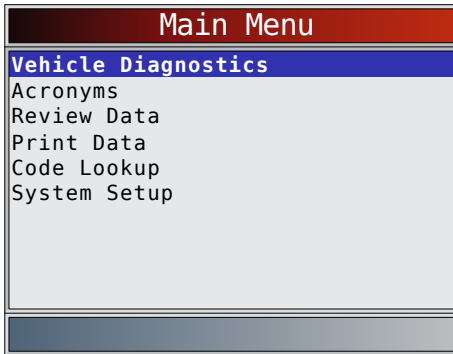 Main Menu
Vehicle Diagnostics
Acronyms
Review Data
Print Data
Code Lookup
System Setup